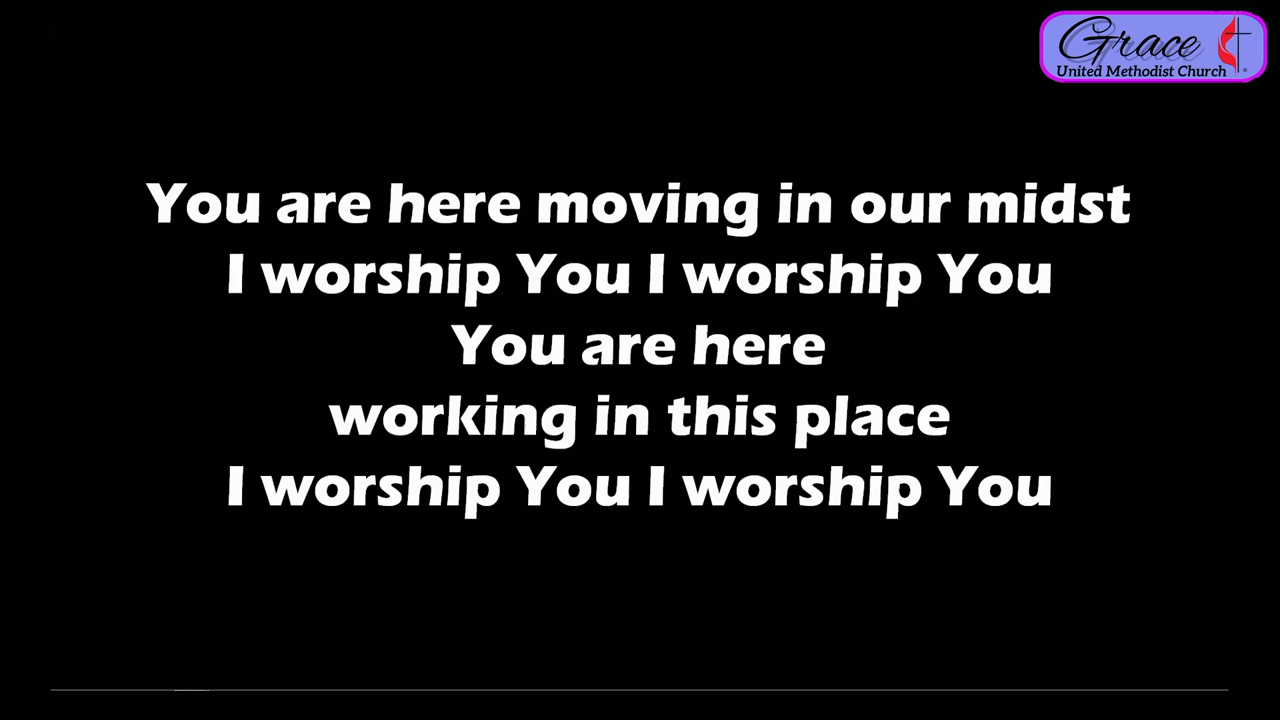 Grace
United Methodist Church
You are here moving in our midst
I worship You I worship You
You are here
working in this place
I worship You I worship You